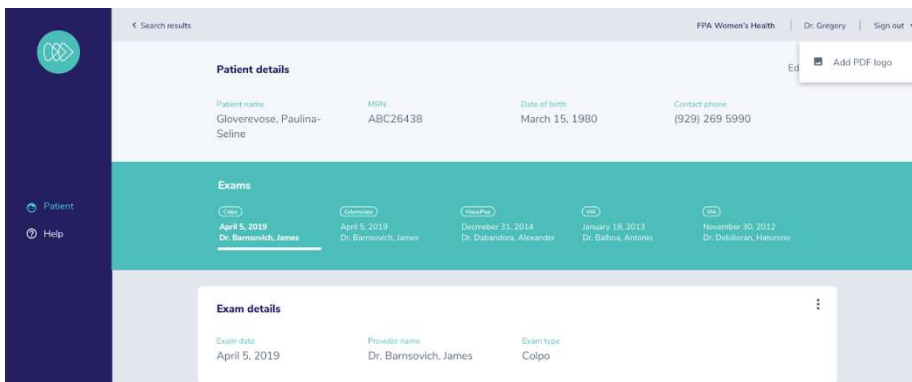 Search results
FPA Women's Health
Dr. Gregory
Sign out
Add PDF logo
Patient details
Ed
Patient name
MRN
Date of birth
Contact phone
Gloverevose, Paulina-
Seline
ABC26438
March 15, 1980
(929) 269 5990
Patient
Help
Exams
Colpo
April 5, 2019
Dr. Barnsovich, James
Colposcopy
April 5, 2019
Dr. Barnsovich, James
VisualPap
Decmeber 31, 2014
Dr. Dabandora, Alexander
VIA
January 19, 2013
Dr. Balboa, Antonio
VIA
November 30, 2012
Dr. Debilloran, Hatorono
Exam details
Exam date
Provider name
Exam type
April 5, 2019
Dr. Barnsovich, James
Colpo